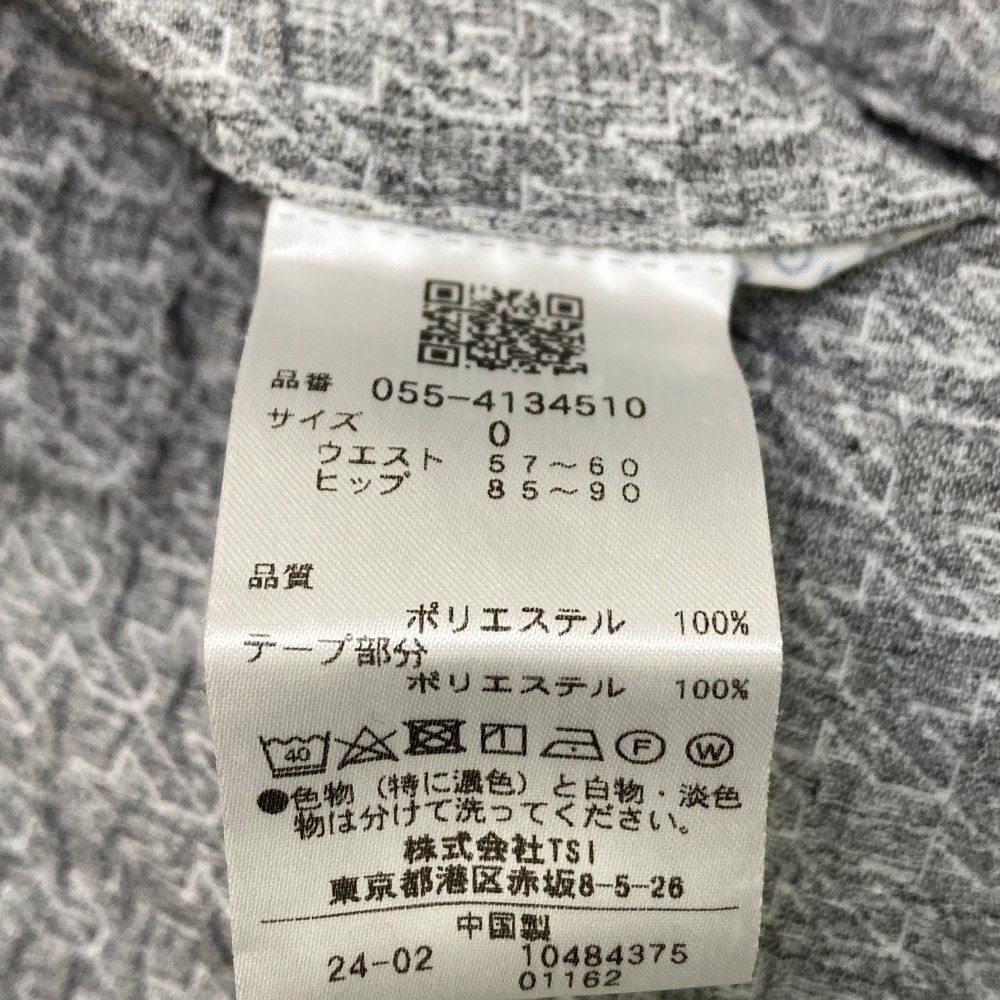 品番 055-4134510
サイズ 0
ウエスト 57～60
ヒップ 85～90
品質
ポリエステル 100%
テープ部分
ポリエステル 100%
40 F W
●色物(特に濃色)と白物・淡色
物は分けて洗ってください。
株式会社TSI
東京都港区赤坂8-5-26
中国製
24-02 10484375
01162